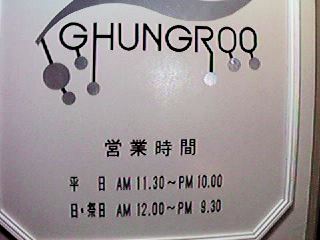 GHUNGROO
営業時間
平 日 AM 11.30～PM 10.00
日・祭日 AM 12.00～PM 9.30